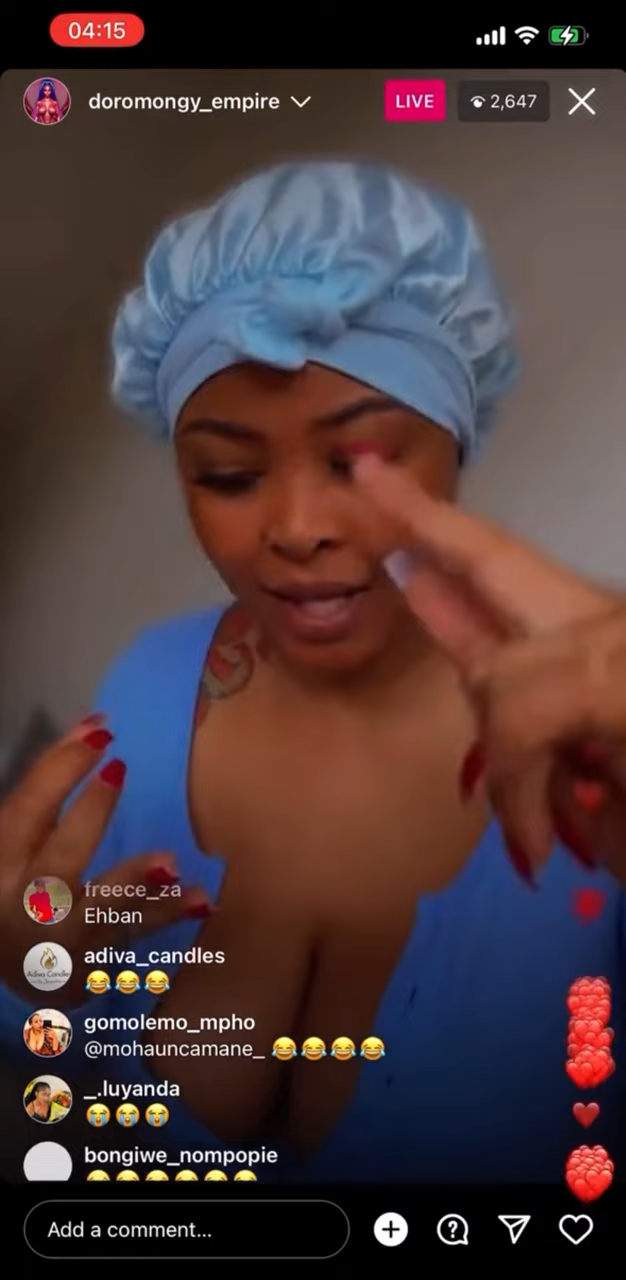 04:15
doromongy_empire
LIVE
2,647
freece_za
Ehban
adiva_candles
😂😂😂
gomolemo_mpho
@mohauncamane_ 😂😂😂😂
_.luyanda
😭😭😭
bongiwe_nompopie
Add a comment...